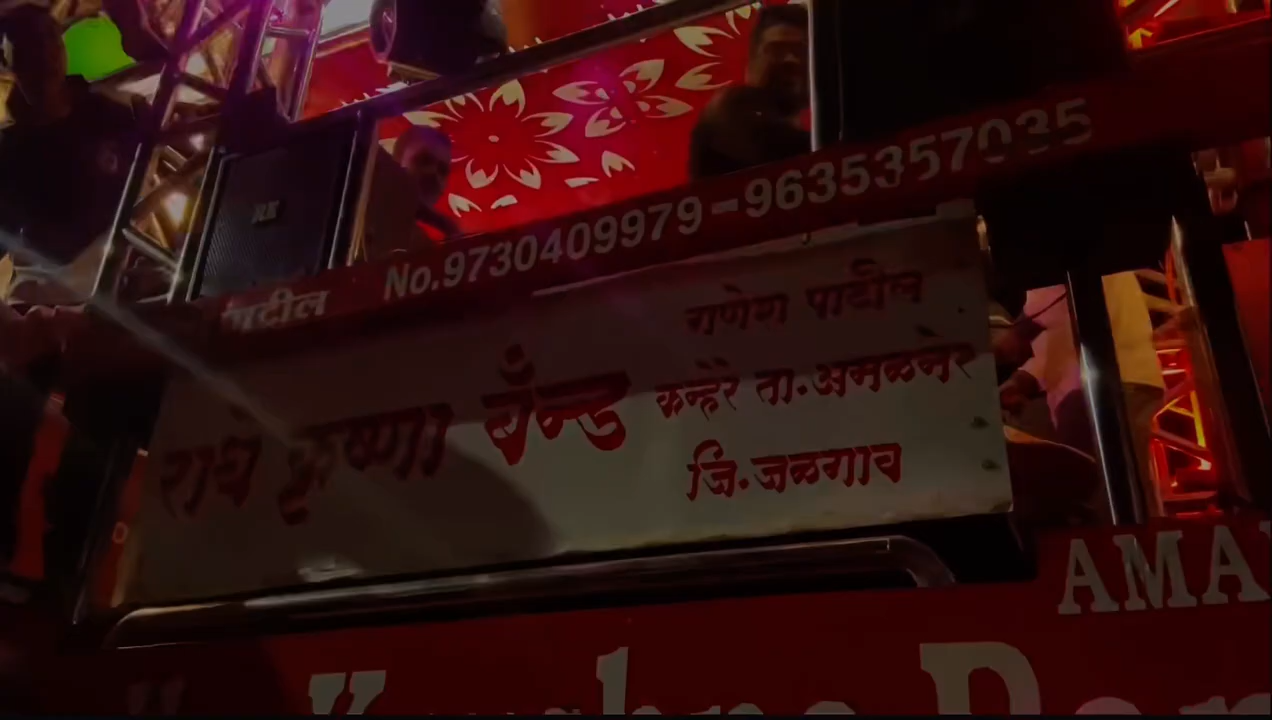 पाटील No.9730409979-9635357035
गणेश पाटील
राधे कृष्णा बॅन्ड कन्हेरे ता.अमळनेर
जि.जळगाव
AMA